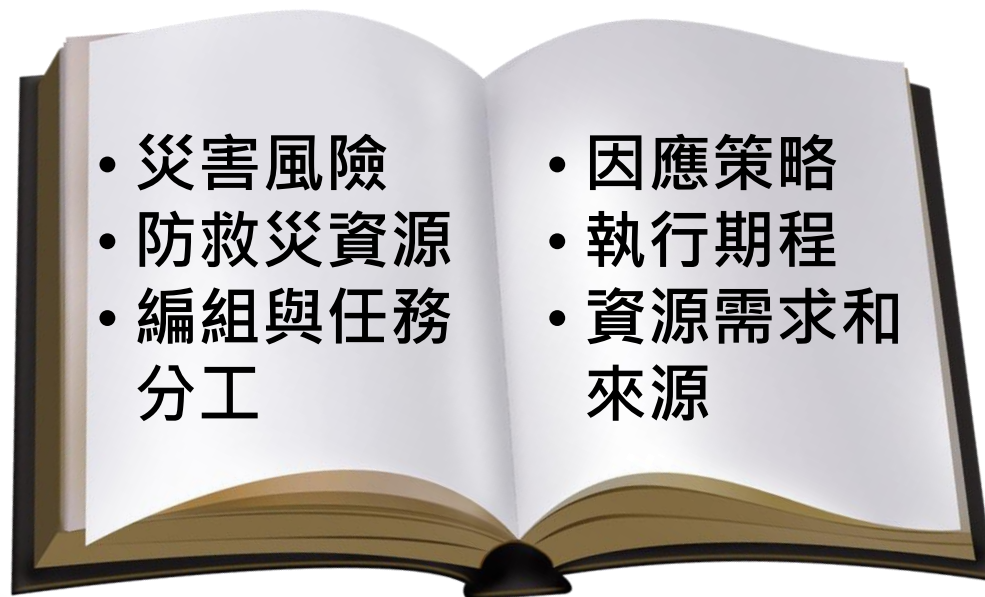 • 災害風險
• 防救災資源
• 編組與任務
分工
• 因應策略
• 執行期程
• 資源需求和
來源